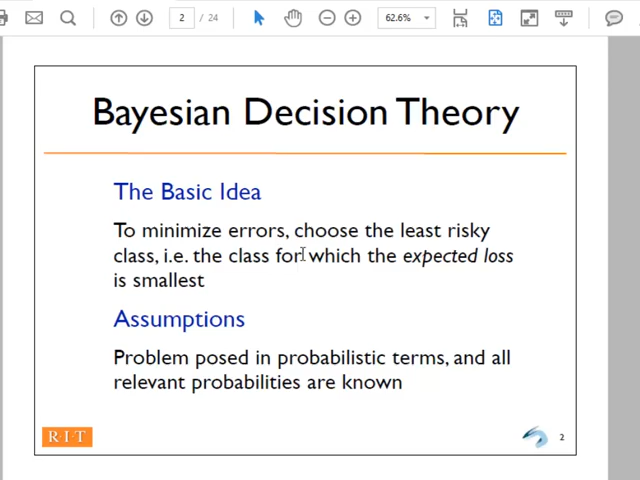 2 / 24
62.6%
Bayesian Decision Theory
The Basic Idea
To minimize errors, choose the least risky
class, i.e. the class for which the expected loss
is smallest
Assumptions
Problem posed in probabilistic terms, and all
relevant probabilities are known
RIT
2